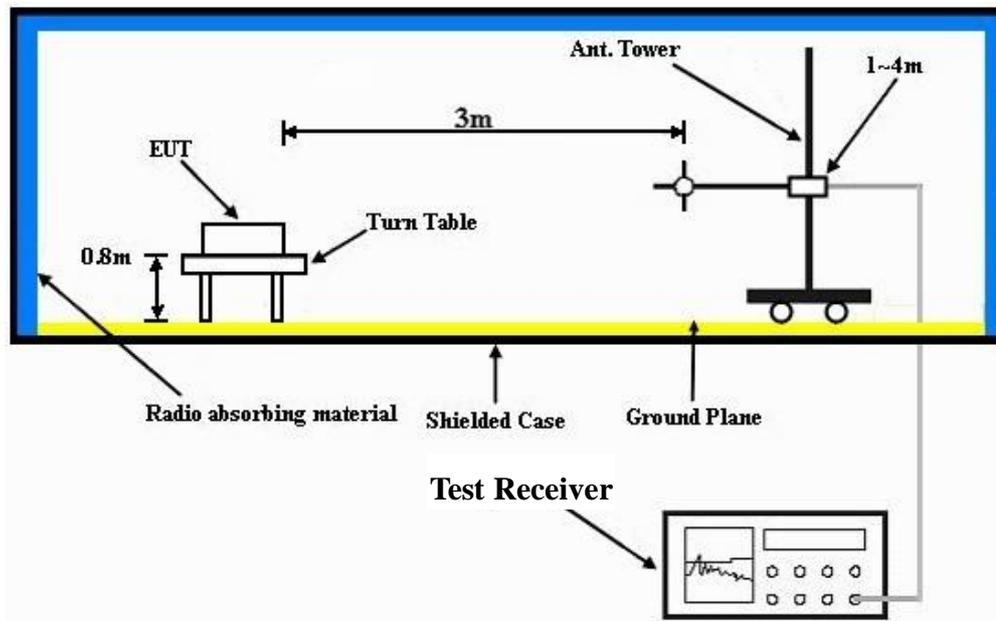 Ant. Tower
1~4m
3m
EUT
Turn Table
0.8m
Radio absorbing material
Shielded Case
Ground Plane
Test Receiver